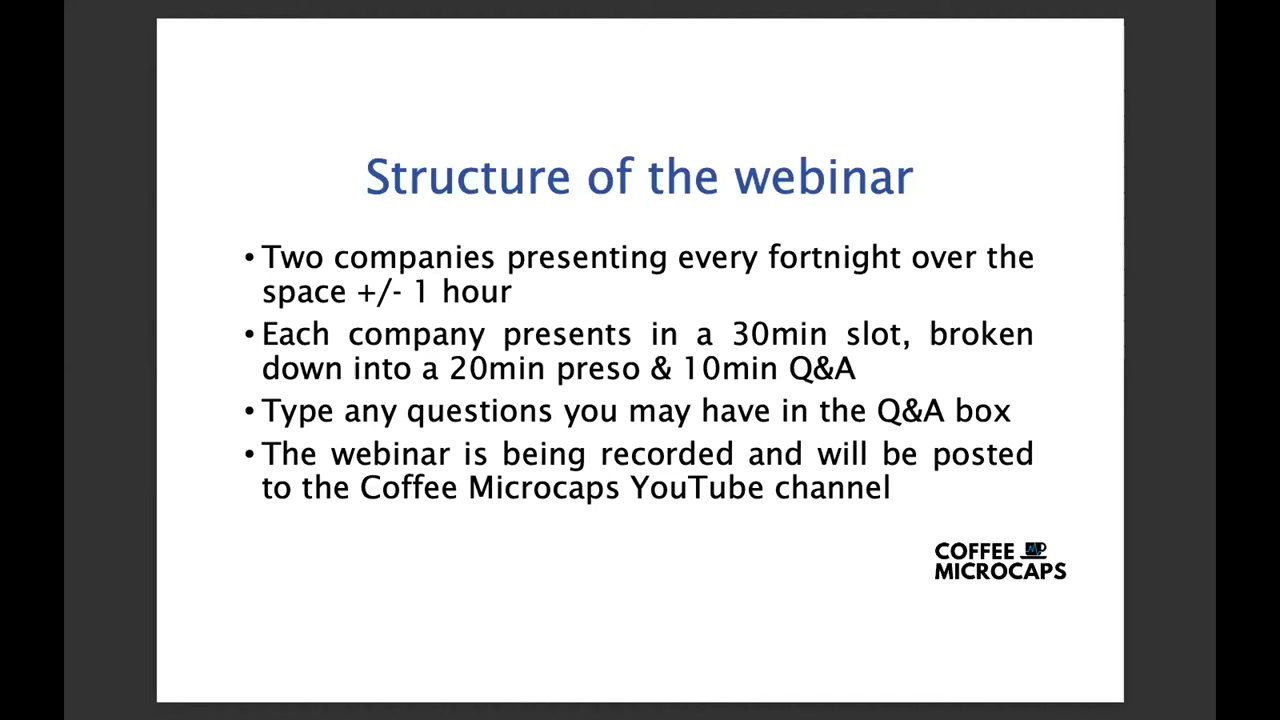 Structure of the webinar
• Two companies presenting every fortnight over the
space +/- 1 hour
• Each company presents in a 30min slot, broken
down into a 20min preso & 10min Q&A
• Type any questions you may have in the Q&A box
• The webinar is being recorded and will be posted
to the Coffee Microcaps YouTube channel
COFFEE
MICROCAPS